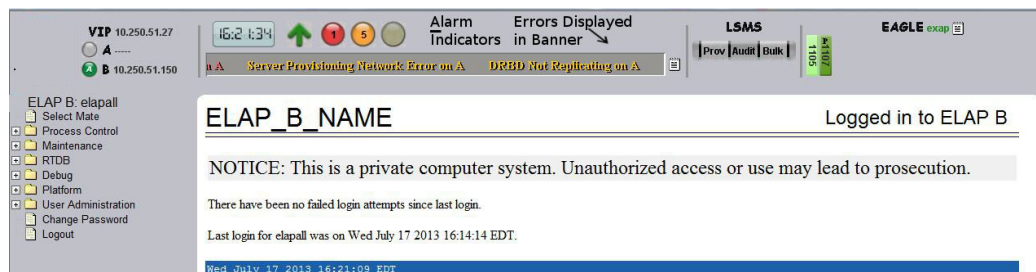 VIP 10.250.51.27
A -----
A B 10.250.51.150
16:21:34
1 5
Alarm Indicators
Errors Displayed in Banner
n A Server Provisioning Network Error on A DRBD Not Replicating on A
LSMS
Prov Audit Bulk
EAGLE exap
A1107
1105
ELAP B: elapall
Select Mate
Process Control
Maintenance
RTDB
Debug
Platform
User Administration
Change Password
Logout
ELAP_B_NAME
Logged in to ELAP B
NOTICE: This is a private computer system. Unauthorized access or use may lead to prosecution.
There have been no failed login attempts since last login.
Last login for elapall was on Wed July 17 2013 16:14:14 EDT.
Wed July 17 2013 16:21:09 EDT